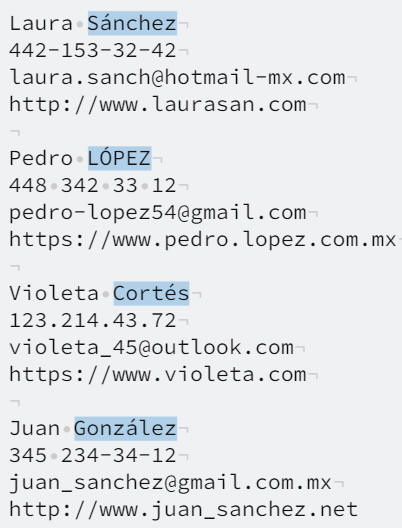 Laura Sánchez
442-153-32-42
laura.sanch@hotmail-mx.com
http://www.laurasan.com

Pedro LÓPEZ
448 342 33 12
pedro-lopez54@gmail.com
https://www.pedro.lopez.com.mx

Violeta Cortés
123.214.43.72
violeta_45@outlook.com
https://www.violeta.com

Juan González
345 234-34-12
juan_sanchez@gmail.com.mx
http://www.juan_sanchez.net